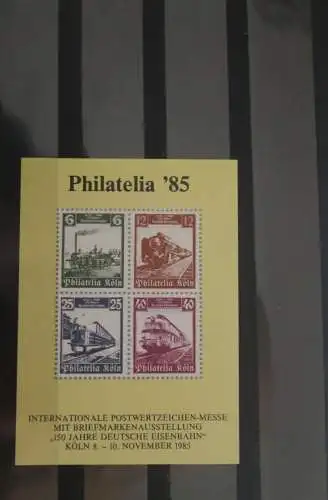 Philatelia '85
6 6
12 12
Philatelia Köln
Philatelia Köln
25 25
40 40
Philatelia Köln
Philatelia Köln
INTERNATIONALE POSTWERTZEICHEN-MESSE
MIT BRIEFMARKENAUSSTELLUNG
„150 JAHRE DEUTSCHE EISENBAHN”
KÖLN 8. – 10. NOVEMBER 1985